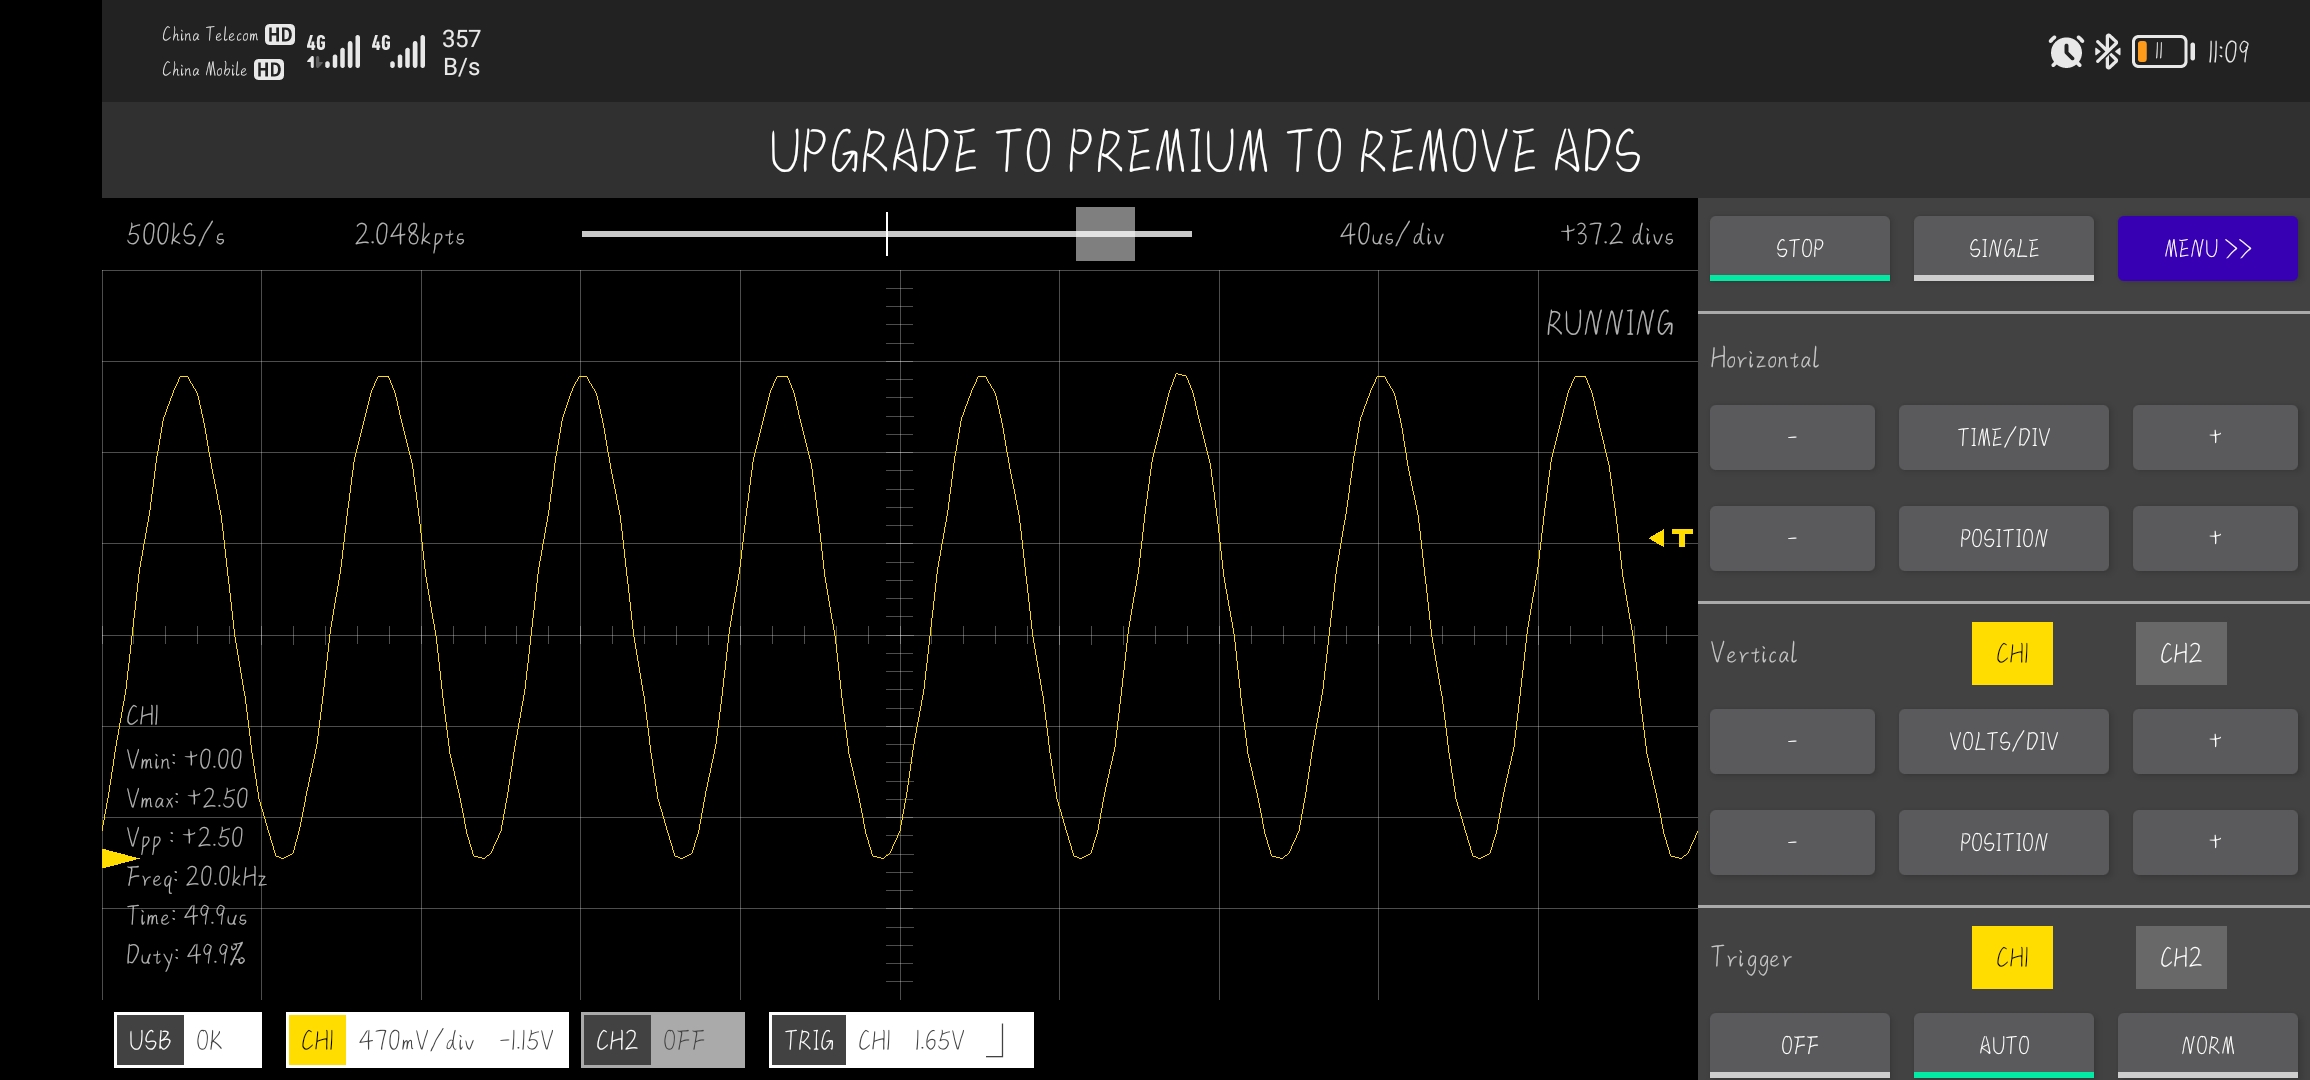 China Telecom HD
China Mobile HD
4G 4G
357
B/s
11
11:09
UPGRADE TO PREMIUM TO REMOVE ADS
500kS/s 2.048kpts 40us/div +37.2 divs
STOP SINGLE MENU >>
RUNNING
Horizontal
- TIME/DIV +
- POSITION +
T
Vertical CH1 CH2
- VOLTS/DIV +
- POSITION +
CH1
Vmin: +0.00
Vmax: +2.50
Vpp : +2.50
Freq: 20.0kHz
Time: 49.9us
Duty: 49.9%
Trigger CH1 CH2
OFF AUTO NORM
USB OK CH1 470mV/div -1.15V CH2 OFF TRIG CH1 1.65V